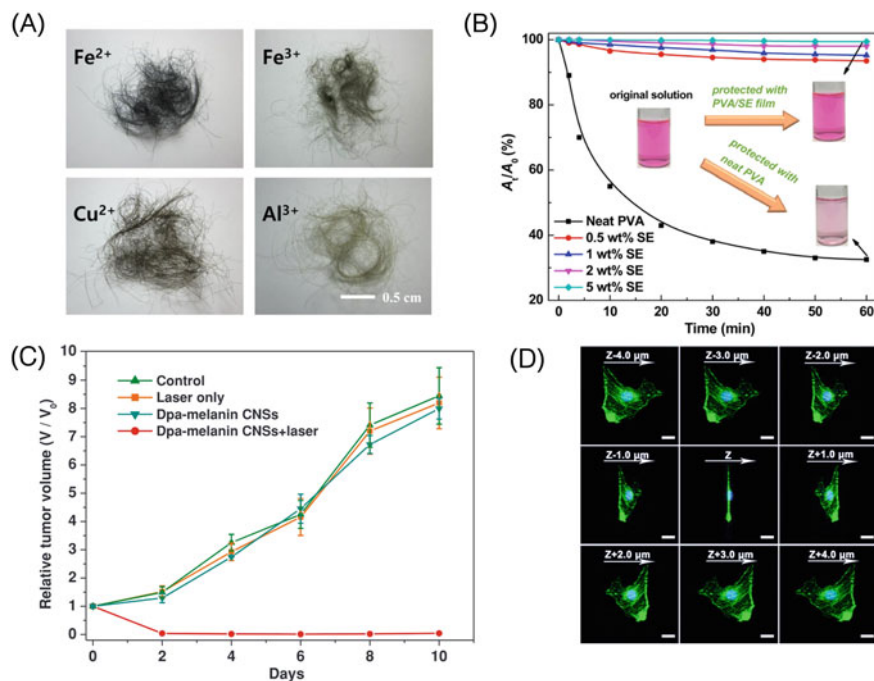 (A)
Fe2+
Fe3+
Cu2+
Al3+
0.5 cm
(B)
100
80
60
40
20
At/A0 (%)
original solution
protected with
PVA/SE film
protected with
neat PVA
Neat PVA
0.5 wt% SE
1 wt% SE
2 wt% SE
5 wt% SE
0 10 20 30 40 50 60
Time (min)
(C)
10
9
8
7
6
5
4
3
2
1
0
Relative tumor volume (V / V0)
Control
Laser only
Dpa-melanin CNSs
Dpa-melanin CNSs+laser
0 2 4 6 8 10
Days
(D)
Z-4.0 μm
Z-3.0 μm
Z-2.0 μm
Z-1.0 μm
Z
Z+1.0 μm
Z+2.0 μm
Z+3.0 μm
Z+4.0 μm